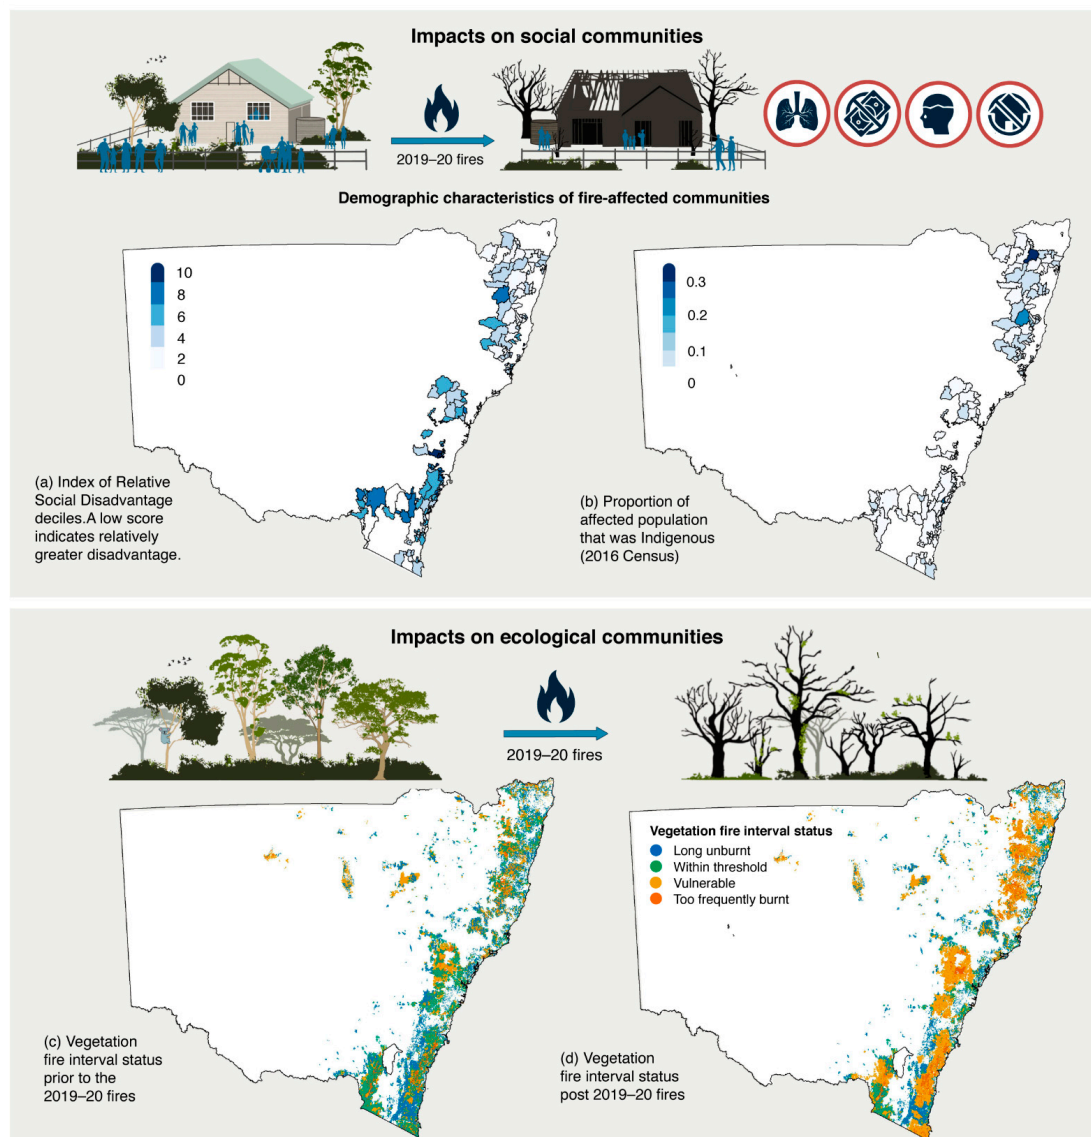 Impacts on social communities
2019–20 fires
Demographic characteristics of fire-affected communities
10
8
6
4
2
0
(a) Index of Relative
Social Disadvantage
deciles.A low score
indicates relatively
greater disadvantage.
0.3
0.2
0.1
0
(b) Proportion of
affected population
that was Indigenous
(2016 Census)
Impacts on ecological communities
2019–20 fires
(c) Vegetation
fire interval status
prior to the
2019–20 fires
Vegetation fire interval status
Long unburnt
Within threshold
Vulnerable
Too frequently burnt
(d) Vegetation
fire interval status
post 2019–20 fires